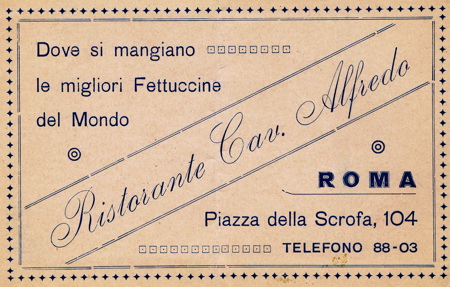 Dove si mangiano
le migliori Fettuccine
del Mondo
Ristorante Cav. Alfredo
ROMA
Piazza della Scrofa, 104
TELEFONO 88-03